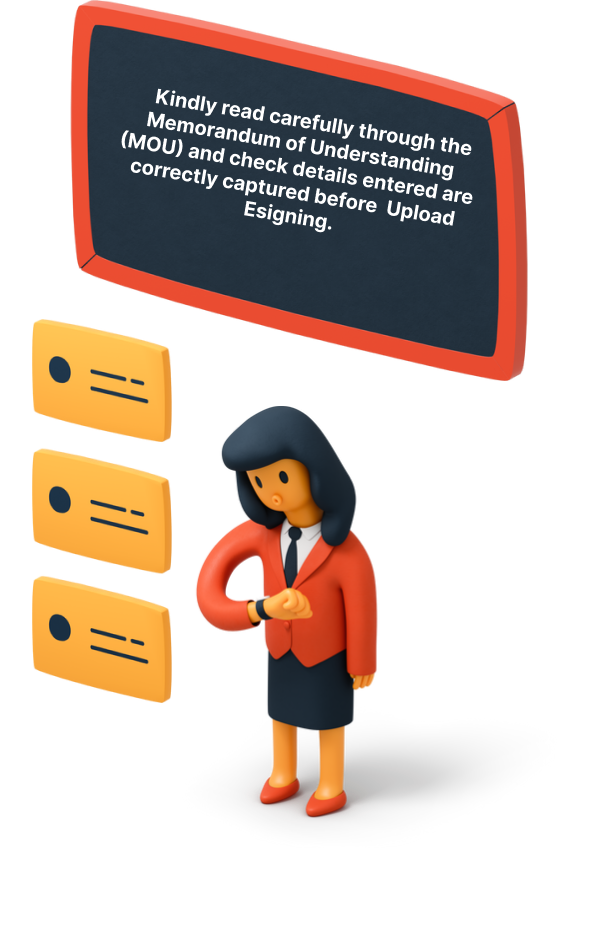 Kindly read carefully through the
Memorandum of Understanding
(MOU) and check details entered are
correctly captured before  Upload
Esigning.